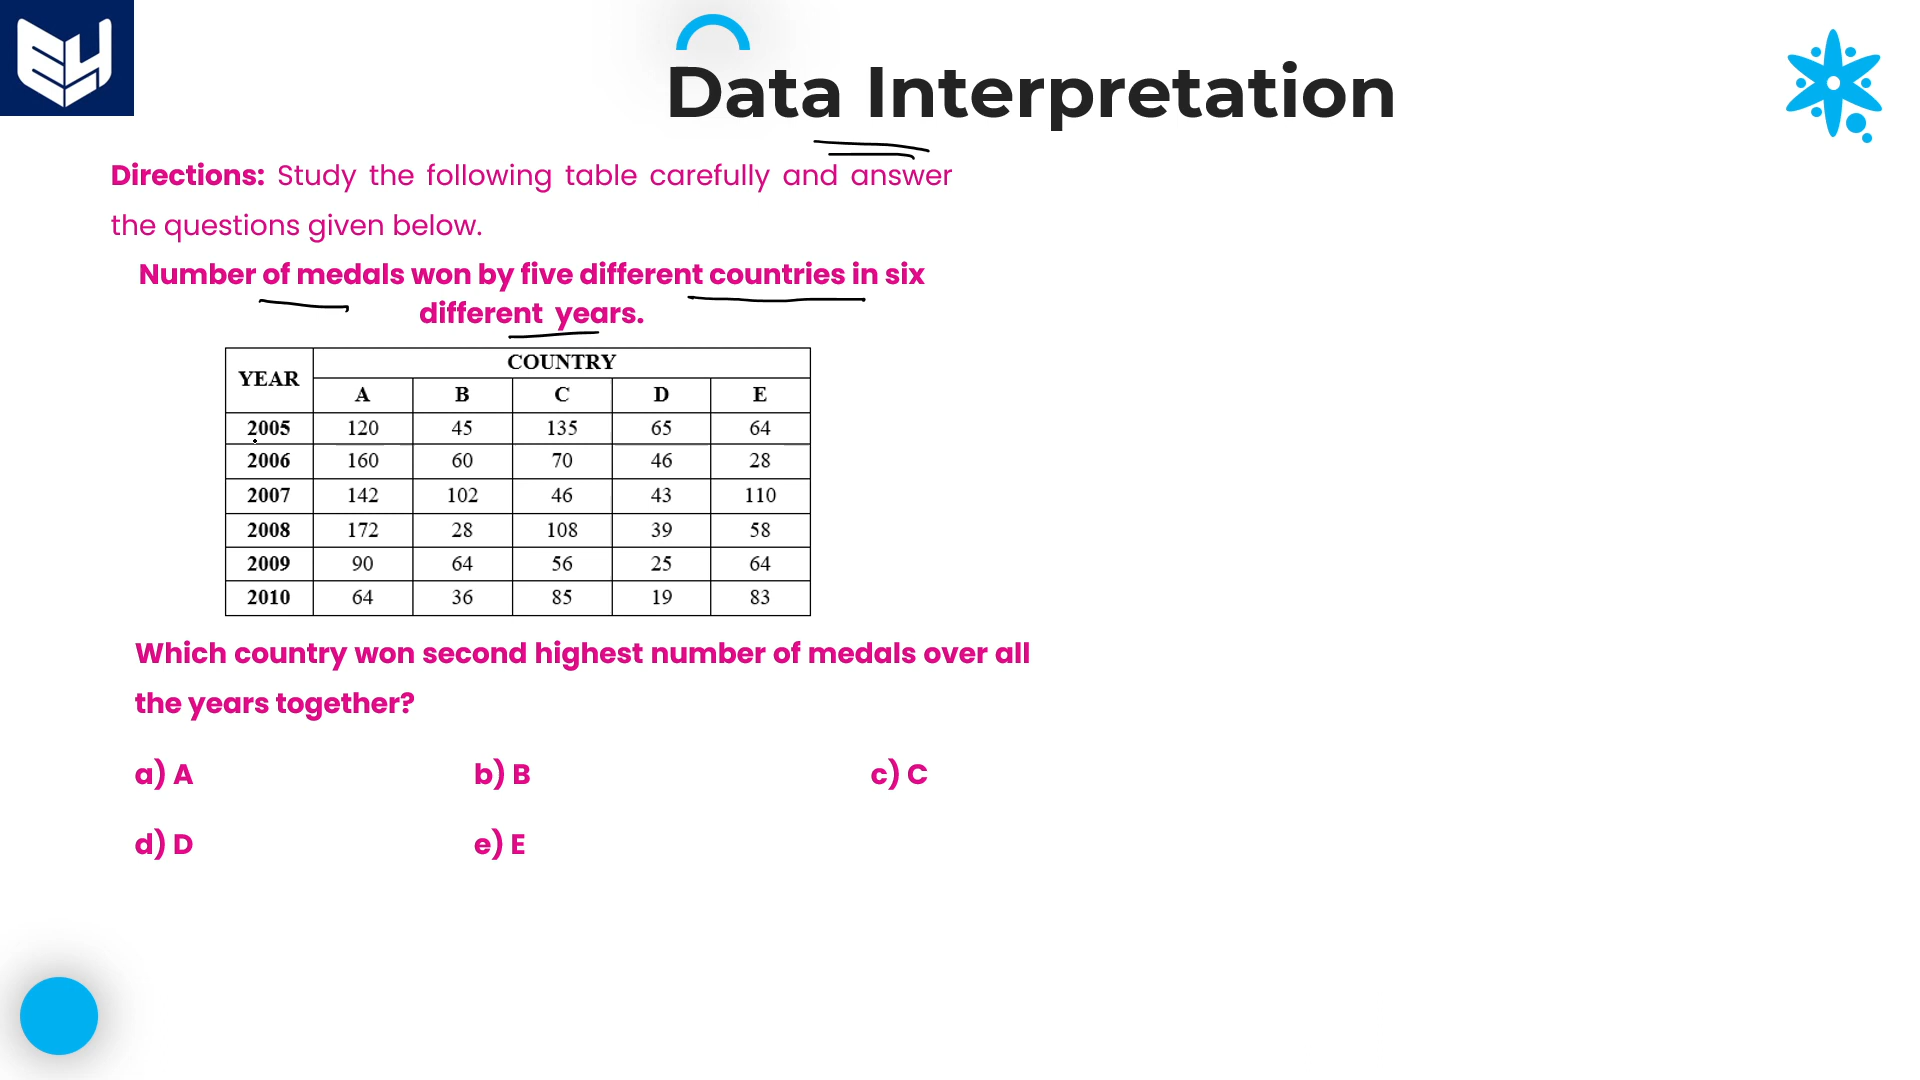 Data Interpretation
Directions: Study the following table carefully and answer
the questions given below.
Number of medals won by five different countries in six
different years.
YEAR COUNTRY
A B C D E
2005 120 45 135 65 64
2006 160 60 70 46 28
2007 142 102 46 43 110
2008 172 28 108 39 58
2009 90 64 56 25 64
2010 64 36 85 19 83
Which country won second highest number of medals over all
the years together?
a) A b) B c) C
d) D e) E